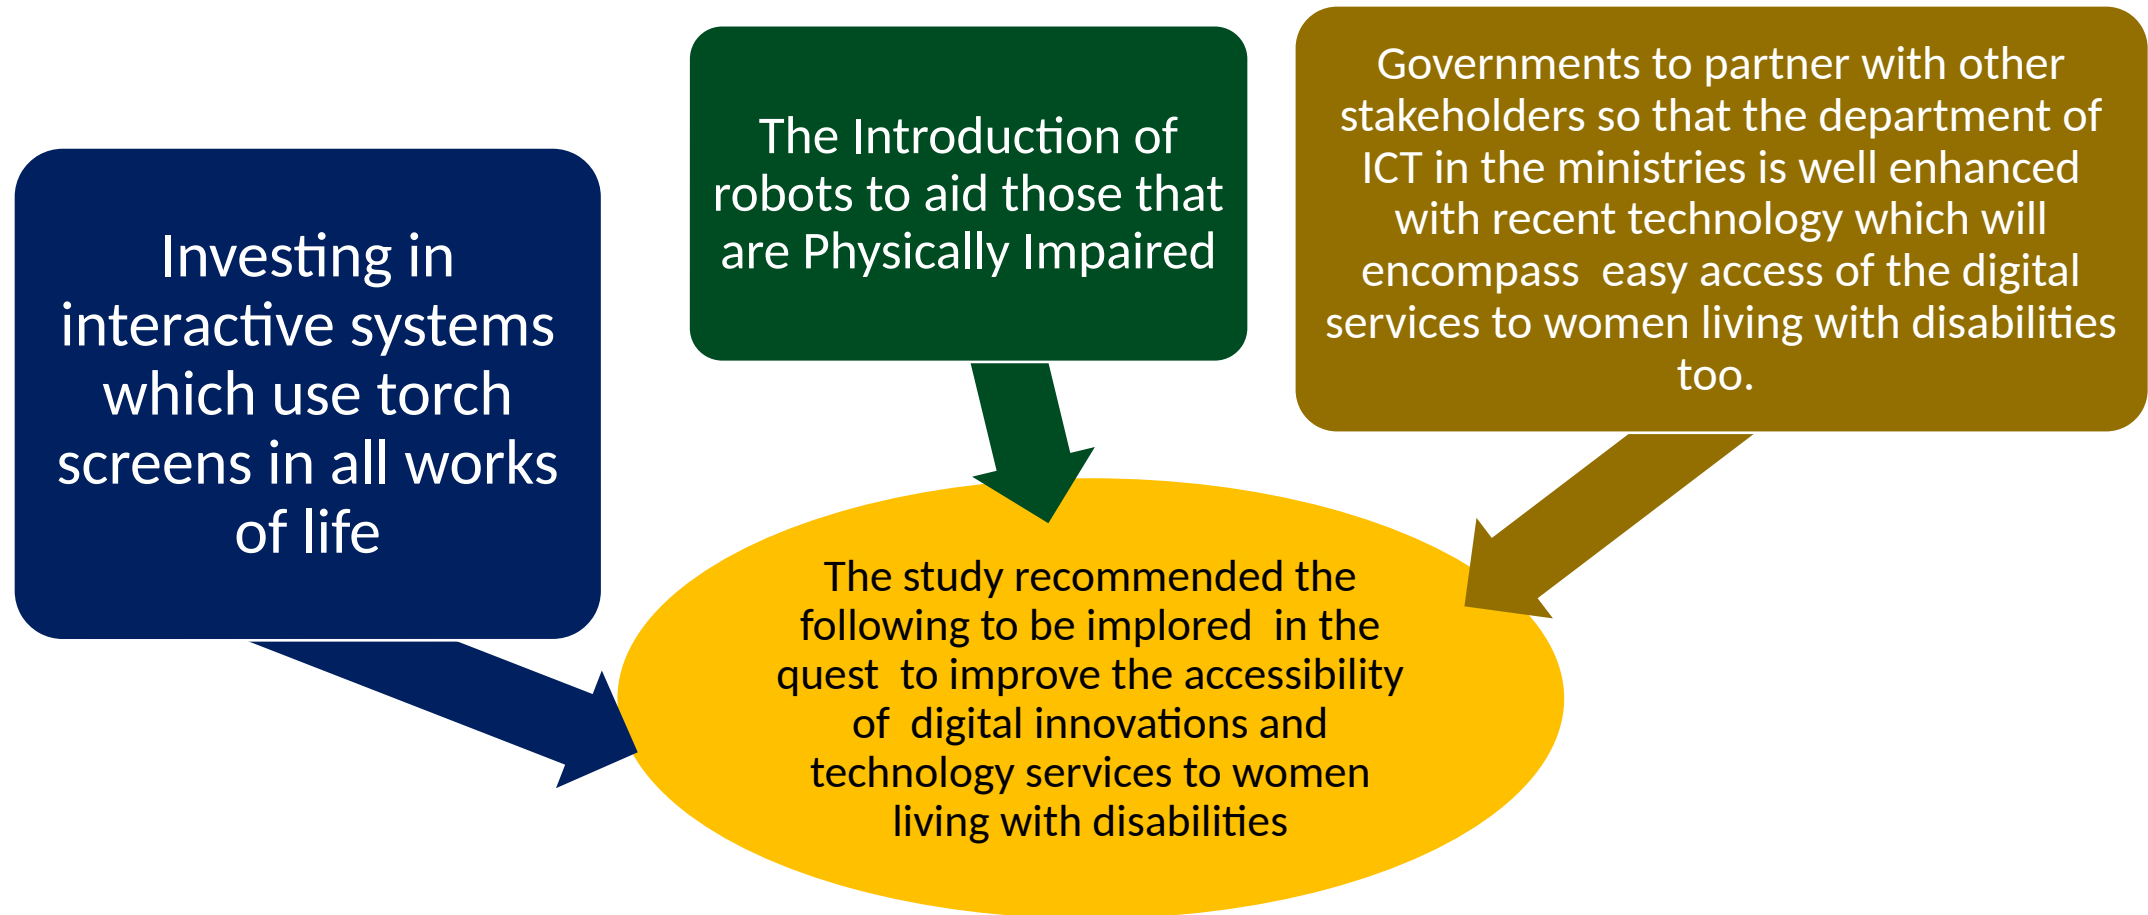 Investing in
interactive systems
which use torch
screens in all works
of life
The Introduction of
robots to aid those that
are Physically Impaired
Governments to partner with other
stakeholders so that the department of
ICT in the ministries is well enhanced
with recent technology which will
encompass  easy access of the digital
services to women living with disabilities
too.
The study recommended the
following to be implored  in the
quest  to improve the accessibility
of  digital innovations and
technology services to women
living with disabilities